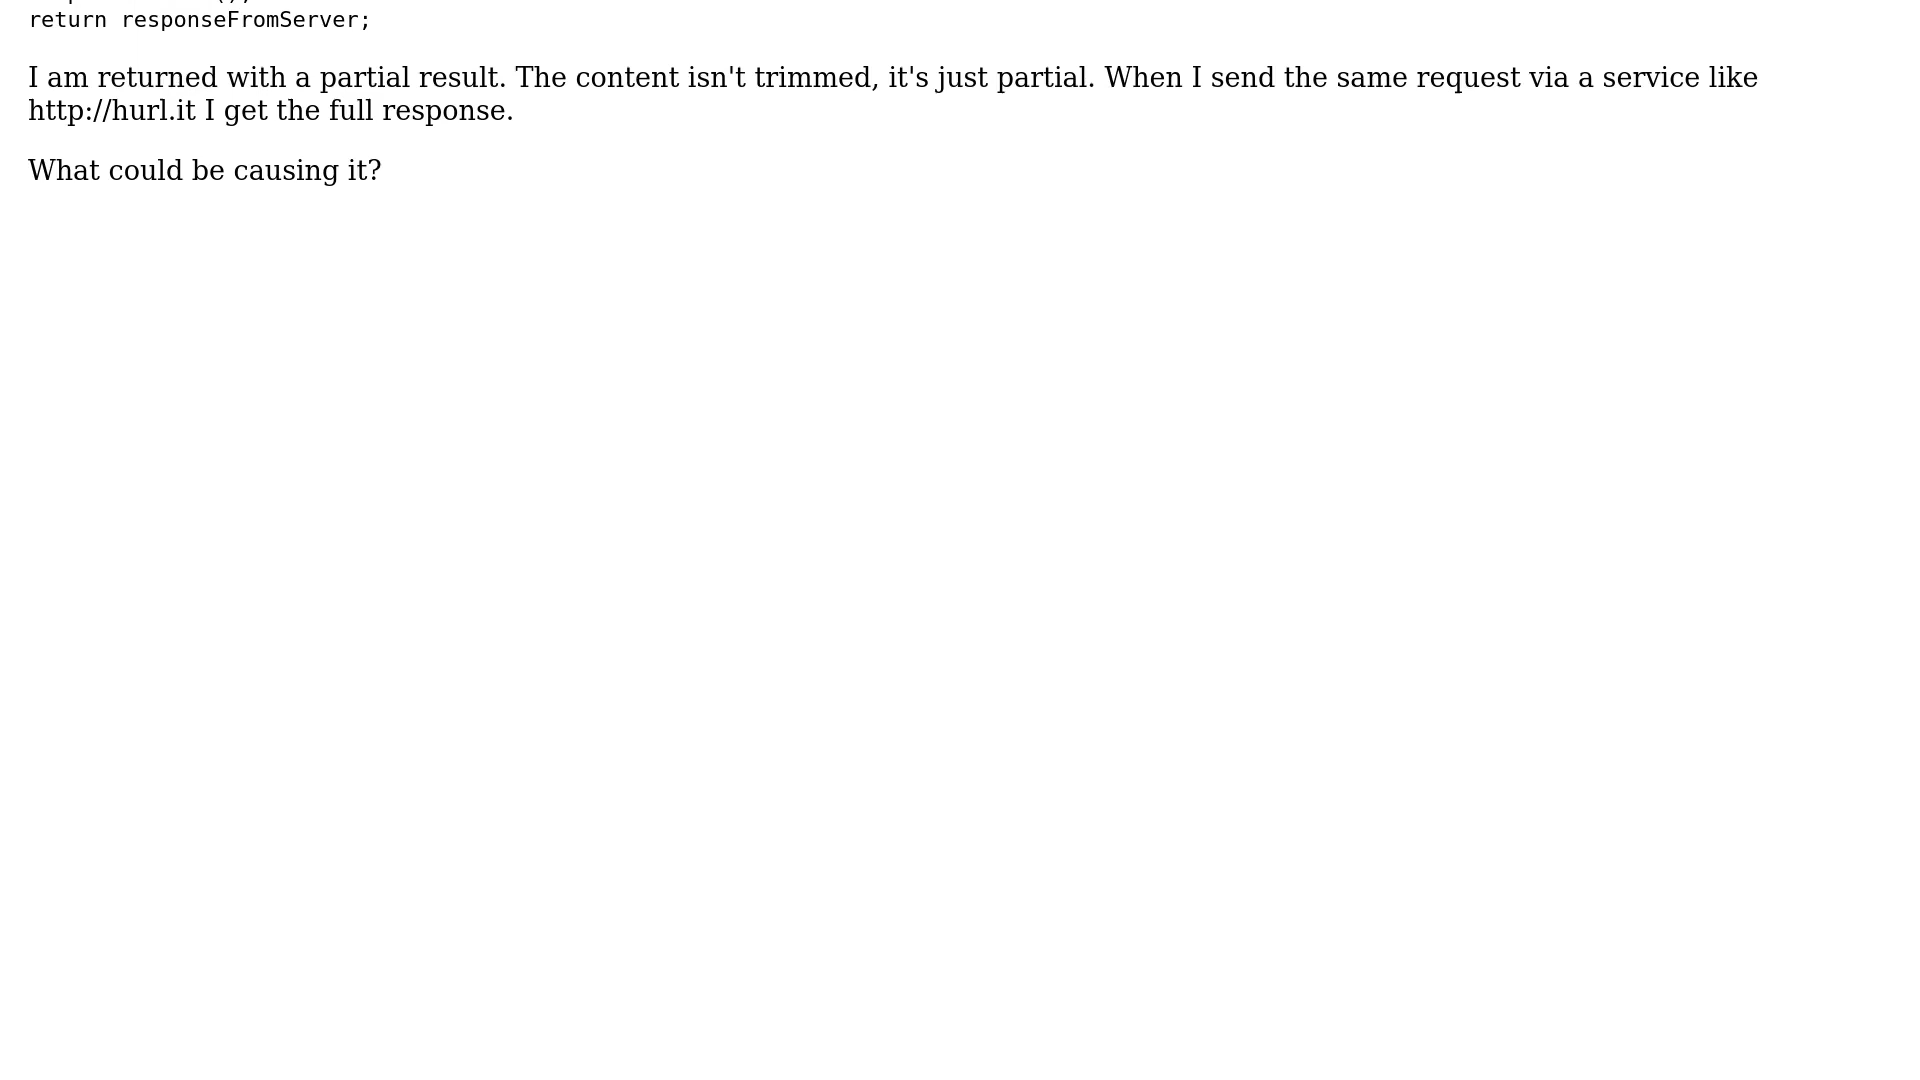 return responseFromServer;
I am returned with a partial result. The content isn't trimmed, it's just partial. When I send the same request via a service like
http://hurl.it I get the full response.
What could be causing it?